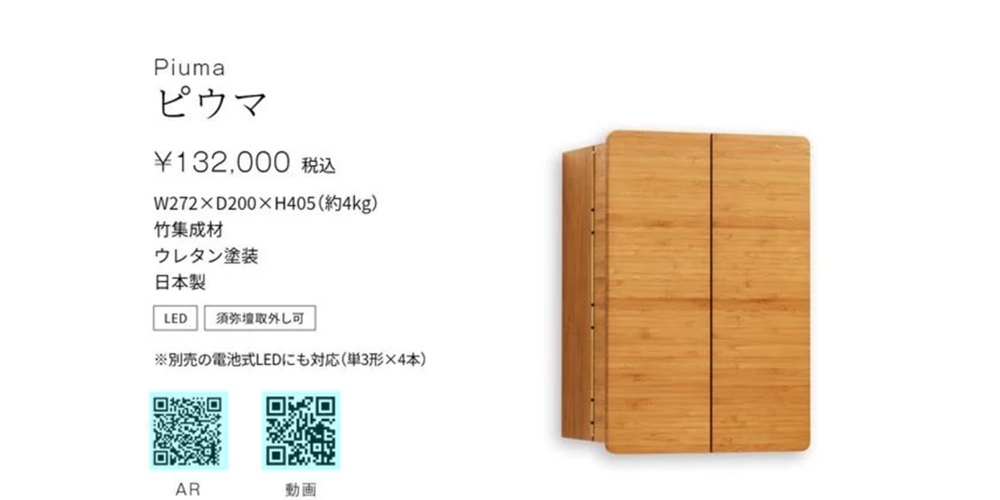 Piuma
ピウマ
¥132,000 税込
W272×D200×H405(約4kg)
竹集成材
ウレタン塗装
日本製
LED 須弥壇取外し可
※別売の電池式LEDにも対応(単3形×4本)
AR 動画